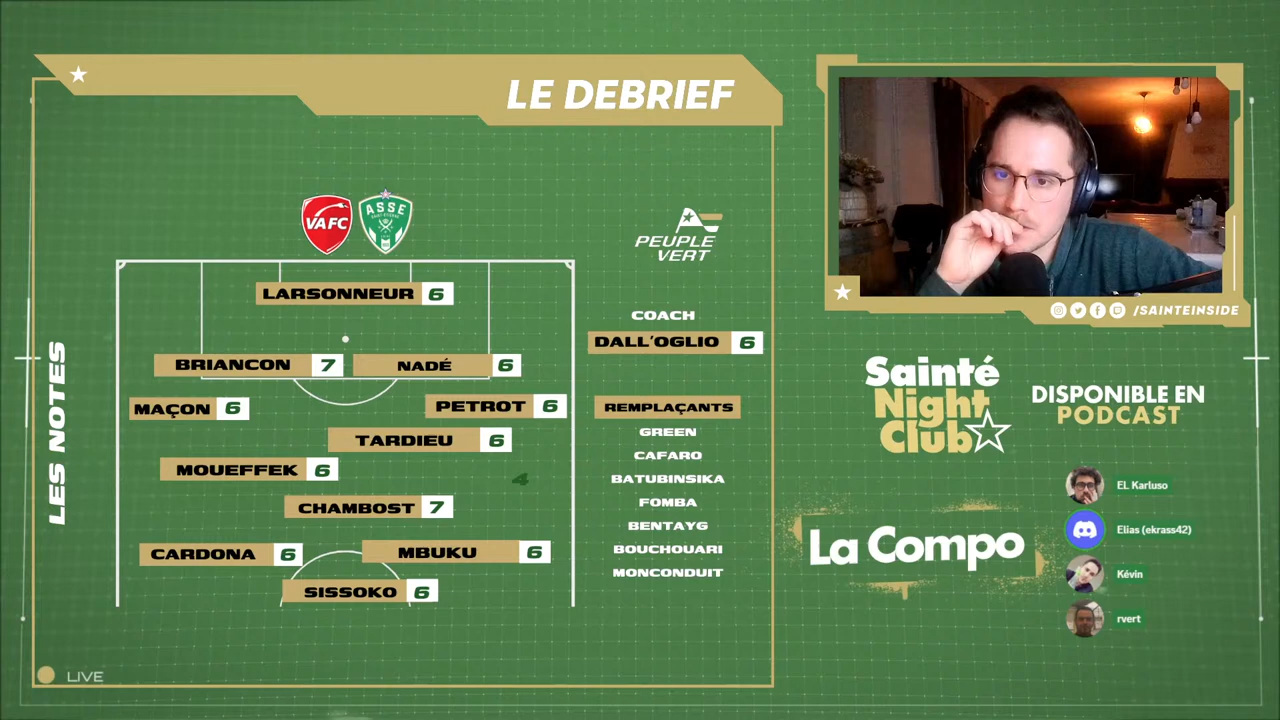 LE DEBRIEF
VAFC
ASSE
PEUPLE
VERT
/SAINTEINSIDE
LES NOTES
LARSONNEUR 6
BRIANCON 7
NADÉ 6
MAÇON 6
PETROT 6
TARDIEU 6
MOUEFFEK 6
4
CHAMBOST 7
CARDONA 6
MBUKU 6
SISSOKO 6
COACH
DALL'OGLIO 6
REMPLAÇANTS
GREEN
CAFARO
BATUBINSIKA
FOMBA
BENTAYG
BOUCHOUARI
MONCONDUIT
Sainté
Night
Club
DISPONIBLE EN
PODCAST
La Compo
EL Karluso
Elias (ekrass42)
Kévin
rvert
LIVE